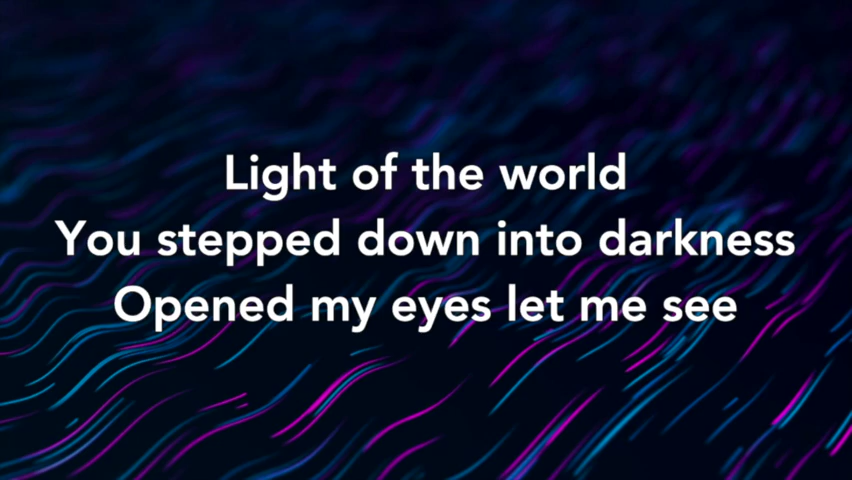 Light of the world
You stepped down into darkness
Opened my eyes let me see